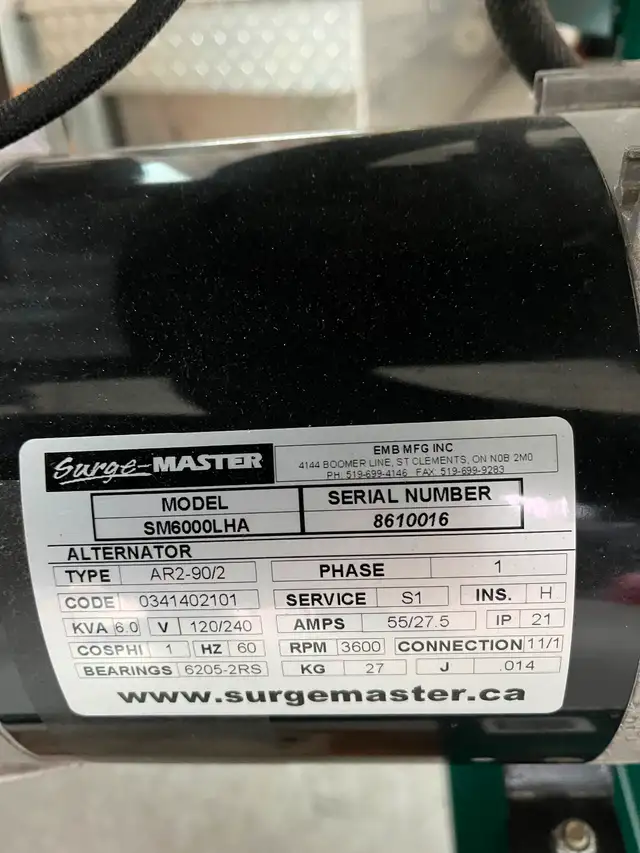 Surge-MASTER
EMB MFG INC
4144 BOOMER LINE, ST CLEMENTS, ON N0B 2M0
PH. 519-699-4146 FAX: 519-699-9283
MODEL SERIAL NUMBER
SM6000LHA 8610016
ALTERNATOR
TYPE AR2-90/2 PHASE 1
CODE 0341402101 SERVICE S1 INS. H
KVA 6.0 V 120/240 AMPS 55/27.5 IP 21
COSPHI 1 HZ 60 RPM 3600 CONNECTION 11/1
BEARINGS 6205-2RS KG 27 J .014
www.surgemaster.ca